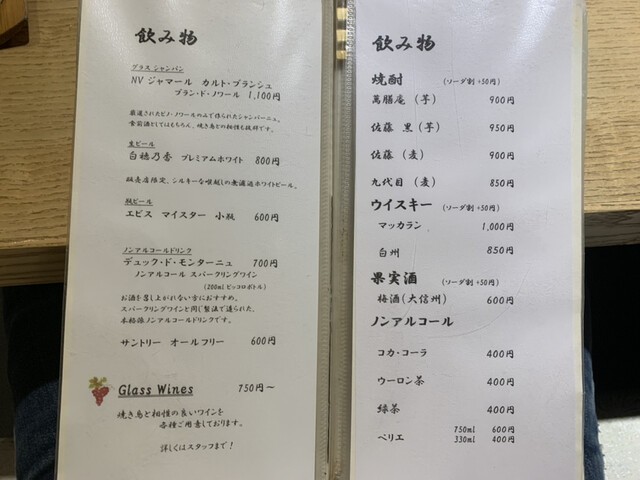 飲み物
グラス シャンパン
NV ジャマール カルト・ブランシュ
ブラン・ド・ノワール 1,100円
厳選されたピノ・ノワールのみで作られたシャンパーニュ。
食前酒としてはもちろん、焼き鳥との相性も抜群です。
生ビール
白穂乃香 プレミアムホワイト 800円
販売店限定、シルキーな喉越しの無濾過ホワイトビール。
瓶ビール
エビス マイスター 小瓶 600円
ノンアルコールドリンク
デュック・ド・モンターニュ 700円
ノンアルコール スパークリングワイン
(200ml ピッコロボトル)
お酒を召し上がれない方におすすめ。
スパークリングワインと同じ製法で造られた、
本格派ノンアルコールドリンクです。
サントリー オールフリー 600円
Glass Wines 750円～
焼き鳥と相性の良いワインを
各種ご用意しております。
詳しくはスタッフまで！
飲み物
焼酎 (ソーダ割 +50円)
萬膳庵（芋） 900円
佐藤 黒（芋） 950円
佐藤（麦） 900円
九代目（麦） 850円
ウイスキー (ソーダ割 +50円)
マッカラン 1,000円
白州 850円
果実酒 (ソーダ割 +50円)
梅酒（大信州） 600円
ノンアルコール
コカ・コーラ 400円
ウーロン茶 400円
緑茶 400円
ペリエ 750ml 600円
330ml 400円